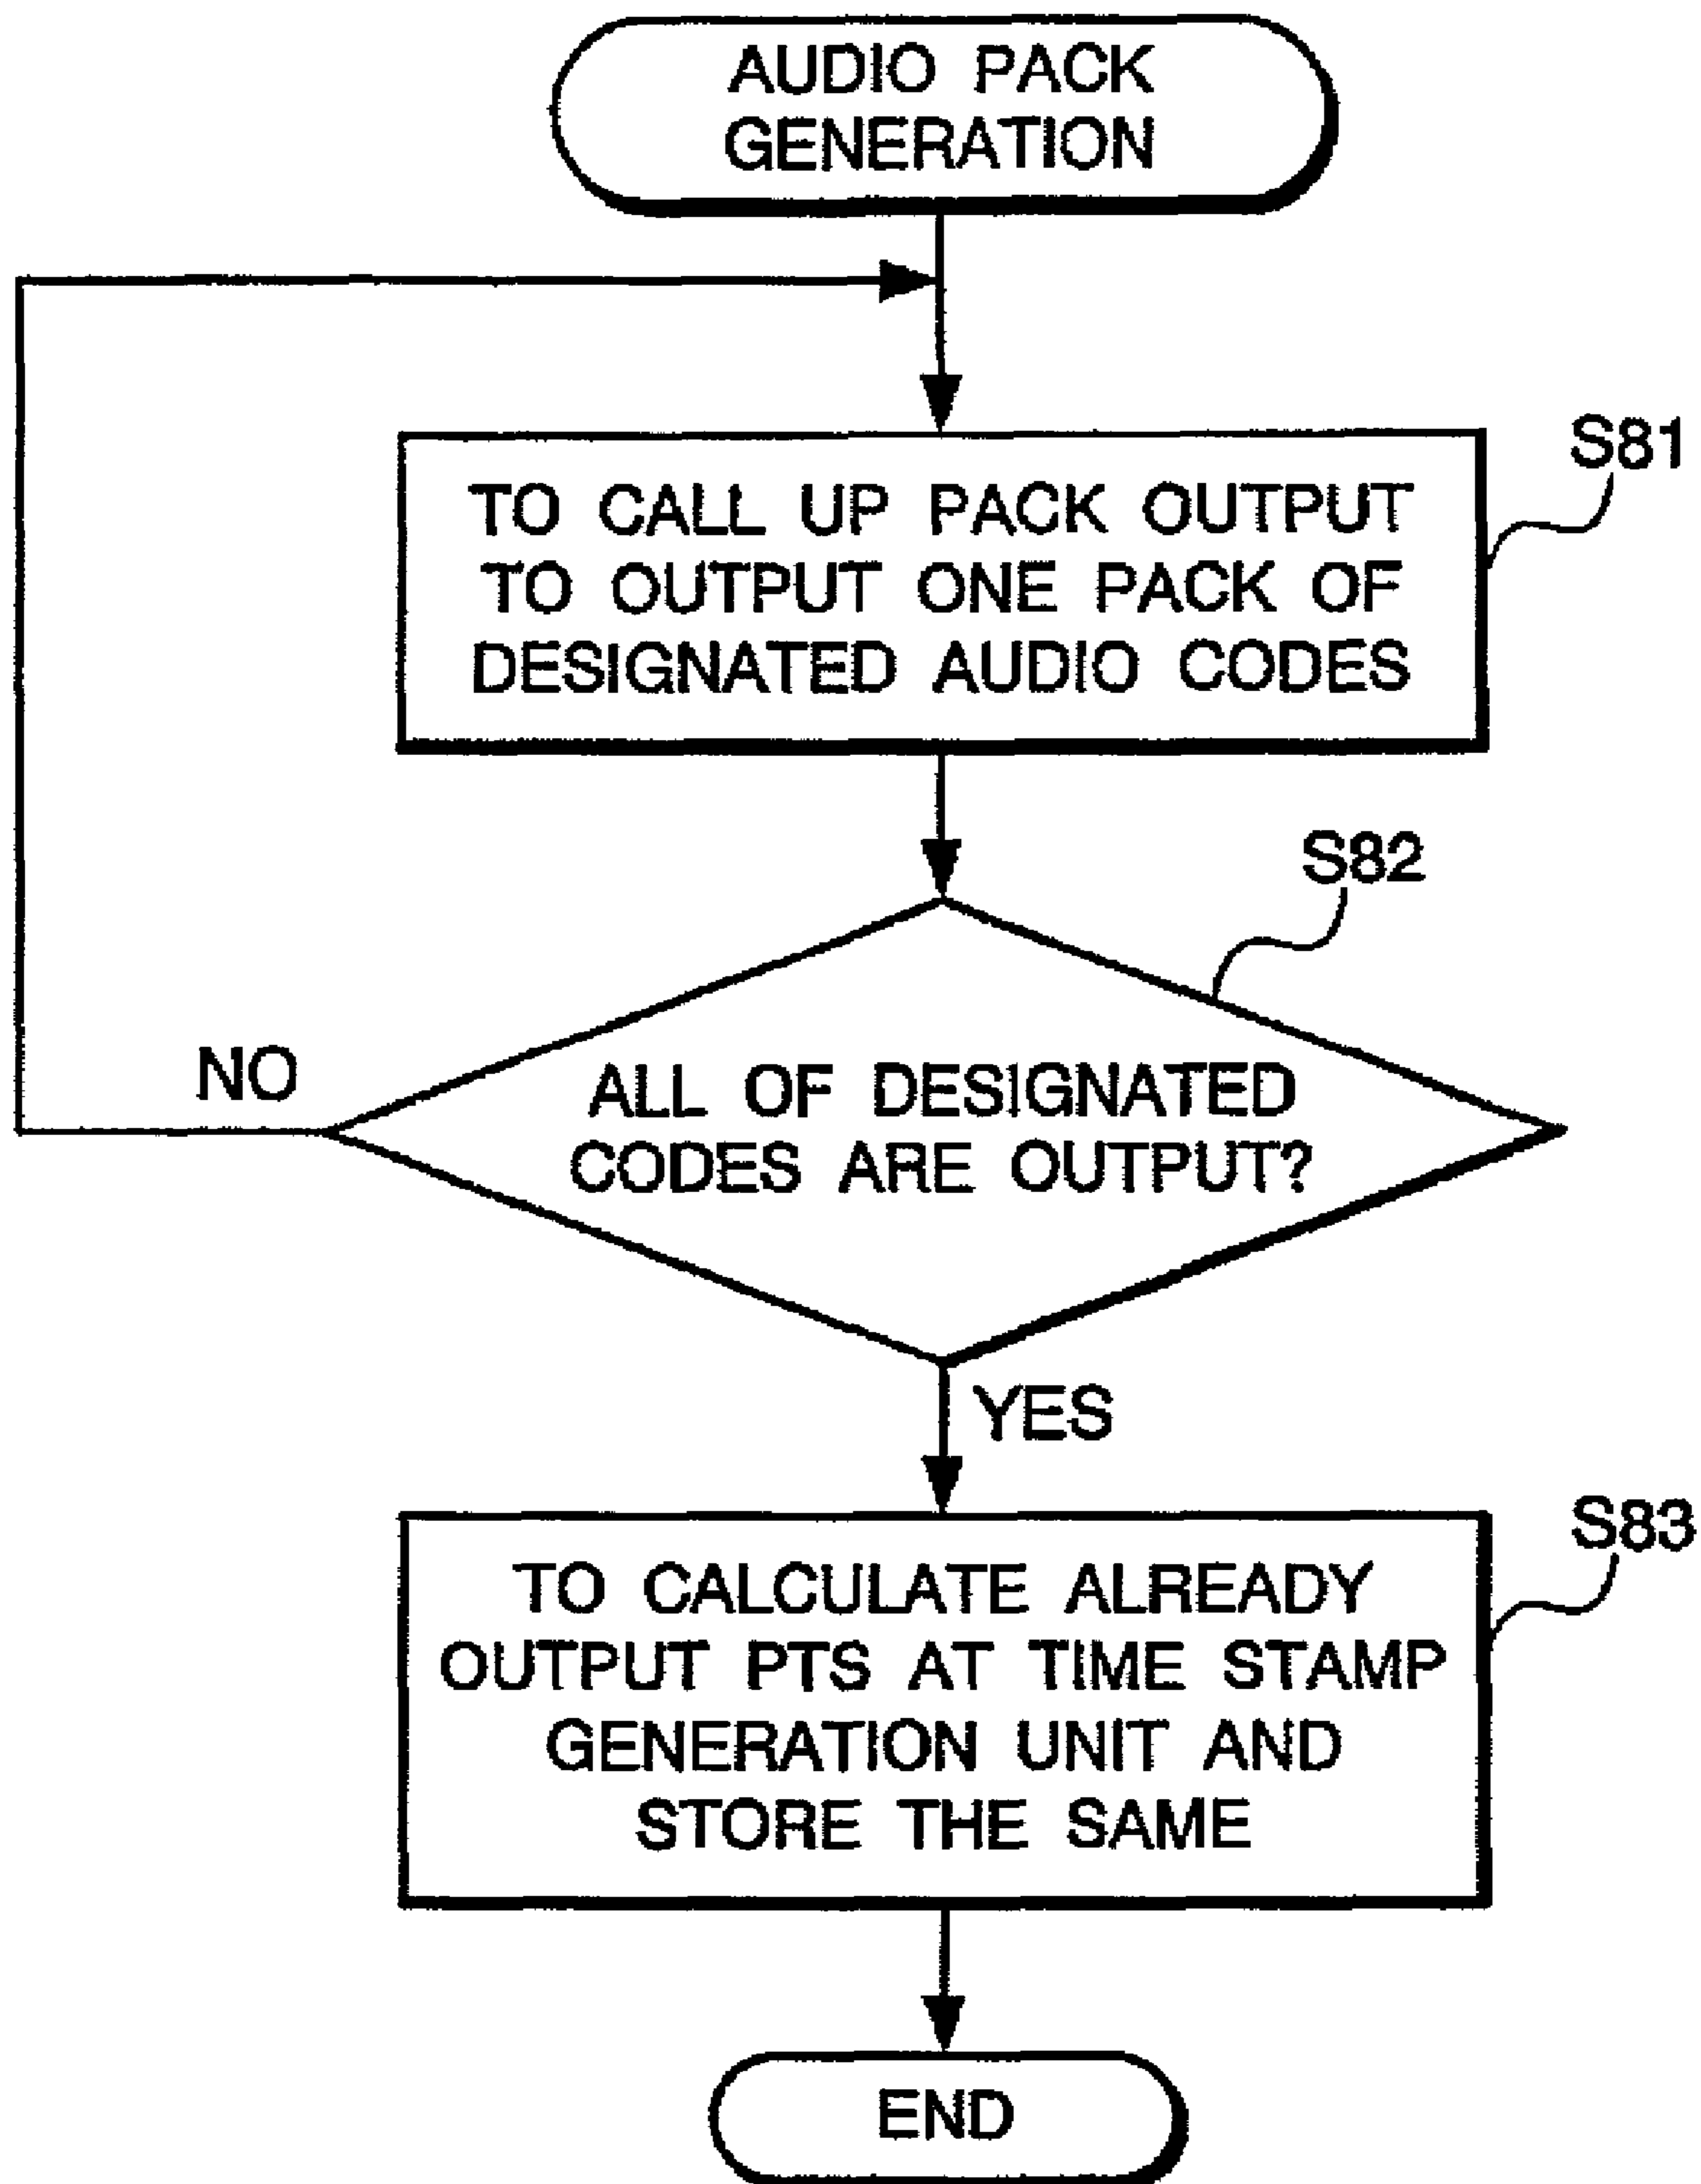 AUDIO PACK
GENERATION
S81
TO CALL UP PACK OUTPUT
TO OUTPUT ONE PACK OF
DESIGNATED AUDIO CODES
S82
NO
ALL OF DESIGNATED
CODES ARE OUTPUT?
YES
S83
TO CALCULATE ALREADY
OUTPUT PTS AT TIME STAMP
GENERATION UNIT AND
STORE THE SAME
END